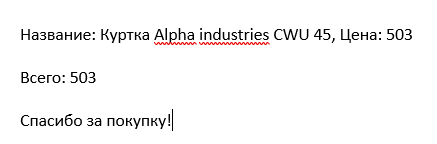 Название: Куртка Alpha industries CWU 45, Цена: 503
Всего: 503
Спасибо за покупку!